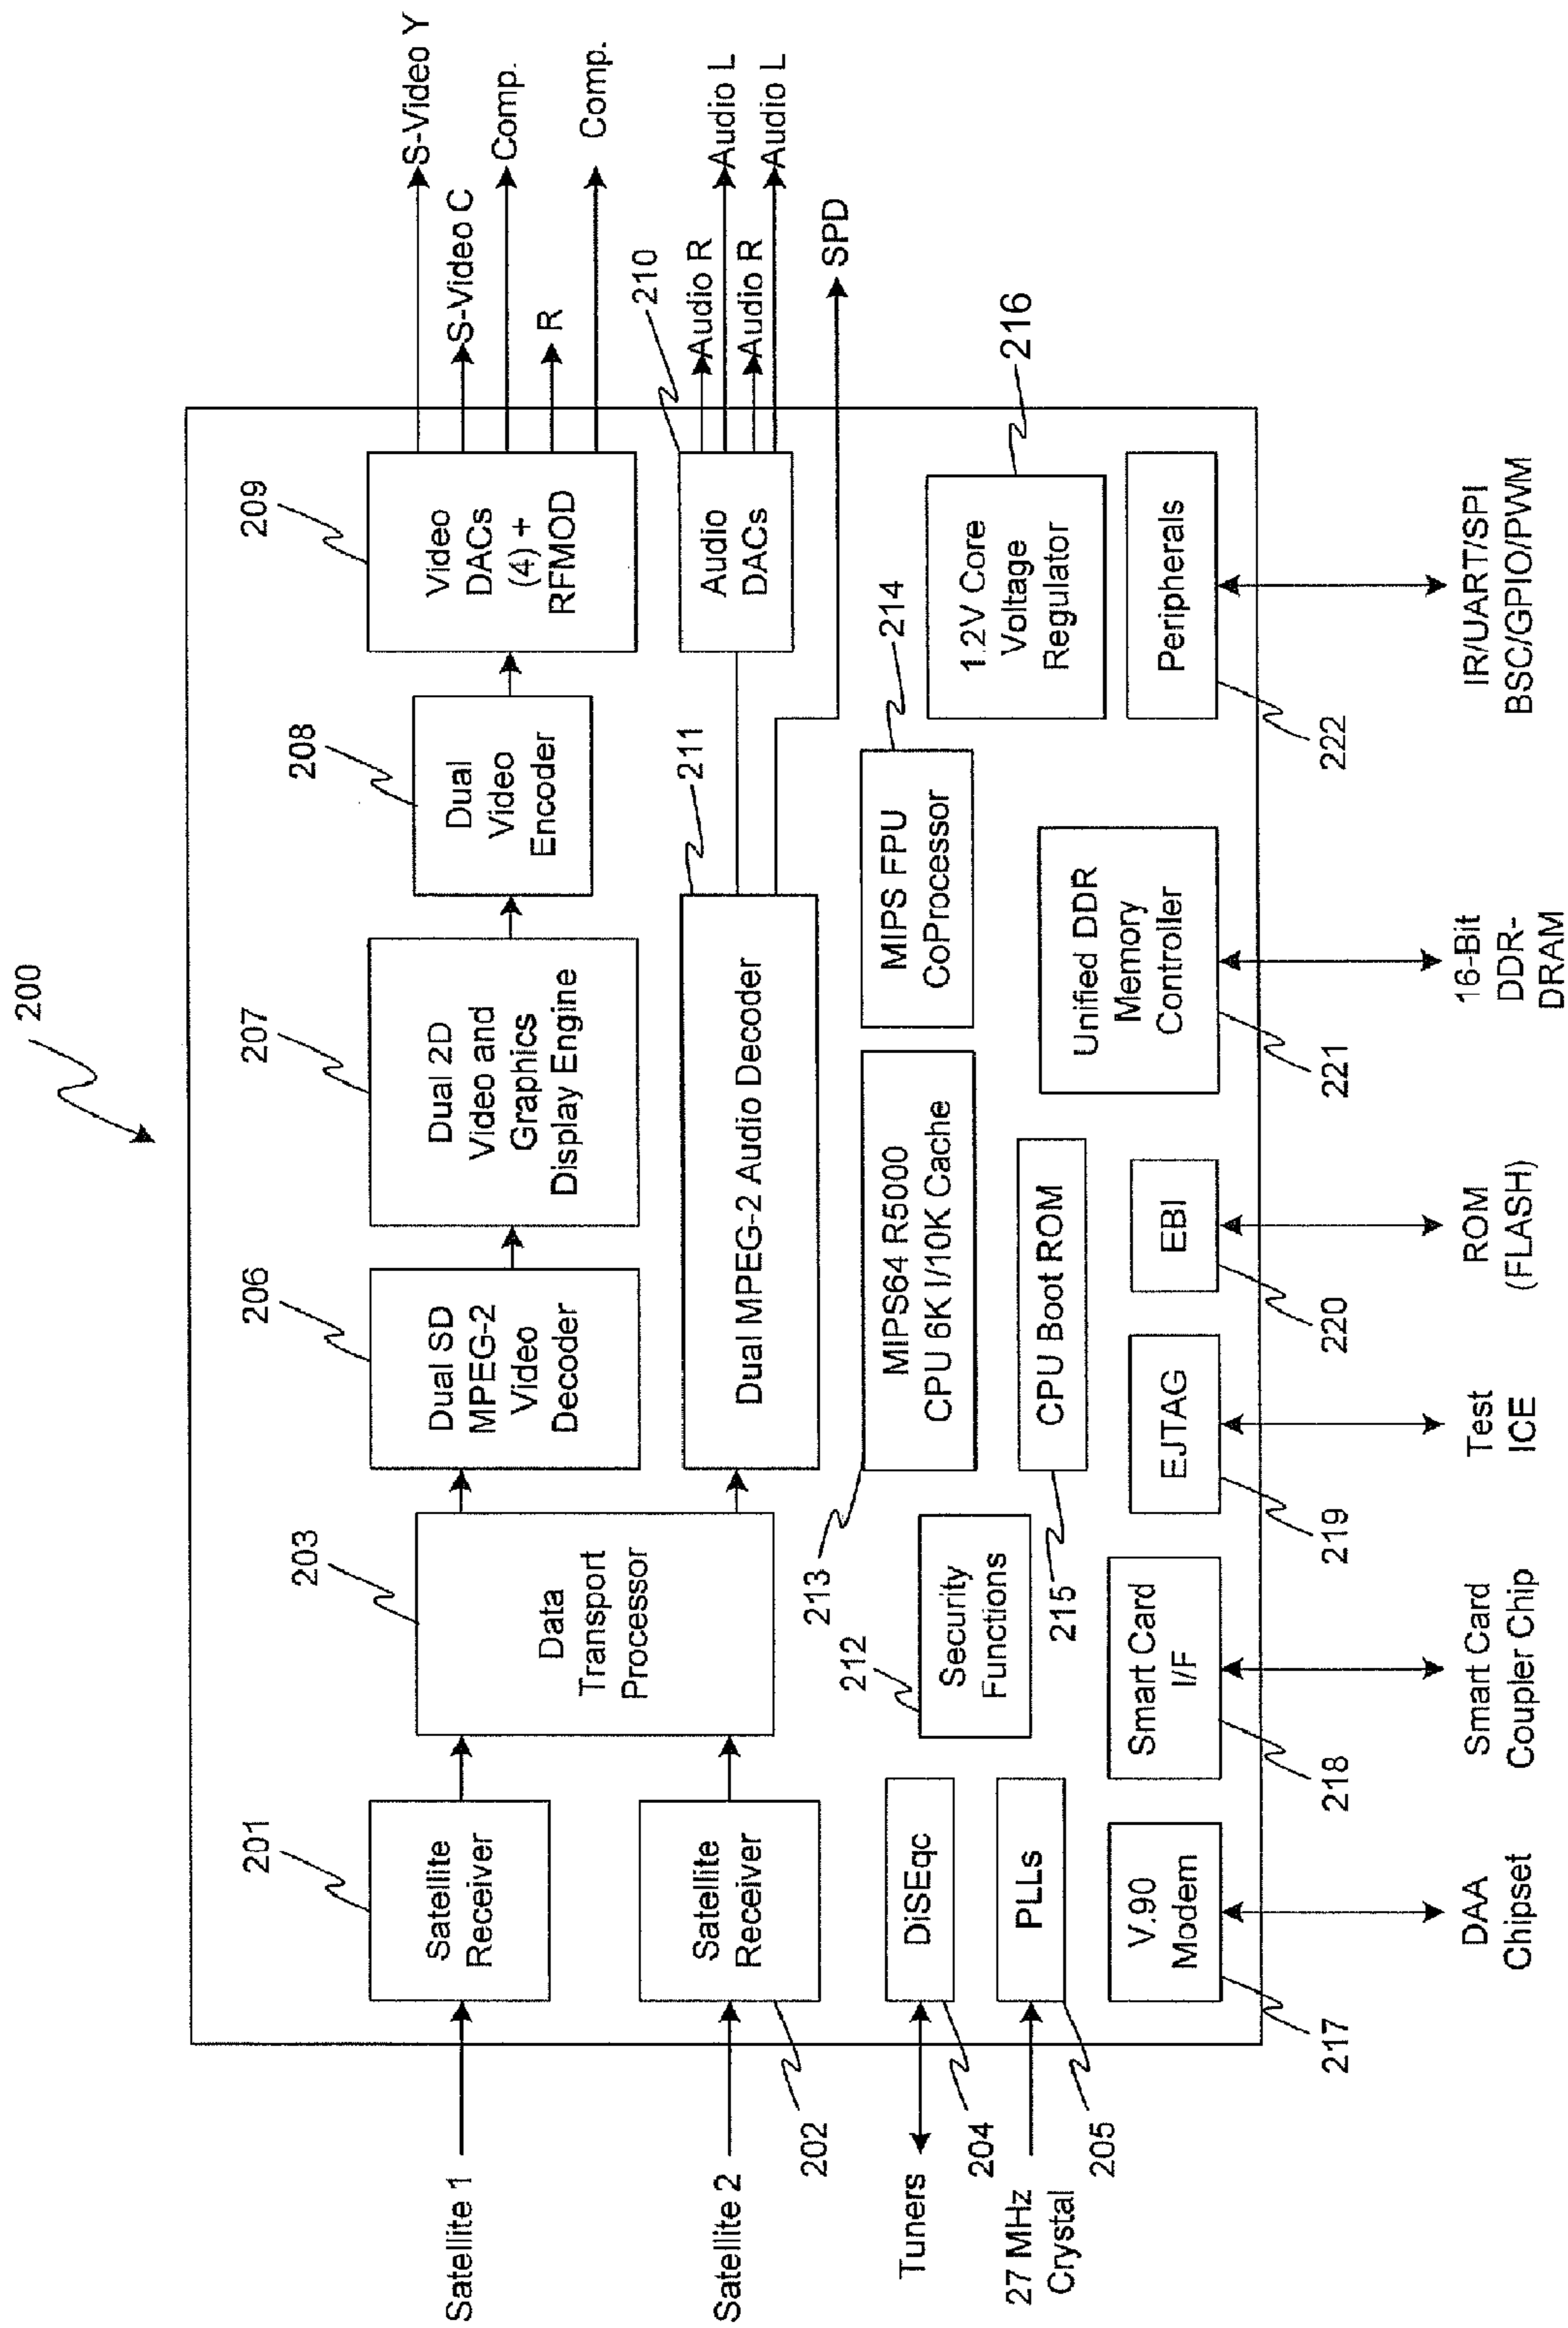 200
201
203
206
207
208
209
Satellite 1
Satellite
Receiver
Data
Transport
Processor
Dual SD
MPEG-2
Video
Decoder
Dual 2D
Video and
Graphics
Display Engine
Dual
Video
Encoder
Video
DACs
(4) +
RFMOD
S-Video Y
S-Video C
Comp.
R
Comp.
Satellite 2
Satellite
Receiver
202
Dual MPEG-2 Audio Decoder
211
Audio
DACs
210
Audio R
Audio L
Audio R
Audio L
SPD
Tuners
DiSEqc
204
27 MHz
Crystal
PLLs
205
212
Security
Functions
213
MIPS64 R5000
CPU 6K I/10K Cache
MIPS FPU
CoProcessor
214
215
CPU Boot ROM
1.2V Core
Voltage
Regulator
216
V.90
Modem
217
Smart Card
I/F
218
EJTAG
219
EBI
220
Unified DDR
Memory
Controller
221
Peripherals
222
DAA
Chipset
Smart Card
Coupler Chip
Test
ICE
ROM
(FLASH)
16-Bit
DDR-
DRAM
IR/UART/SPI
BSC/GPIO/PWM